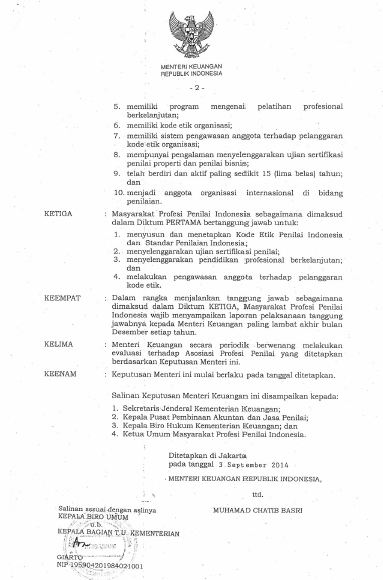 MENTERI KEUANGAN
REPUBLIK INDONESIA
- 2 -
5. memiliki program mengenai pelatihan profesional
berkelanjutan;
6. memiliki kode etik organisasi;
7. memiliki sistem pengawasan anggota terhadap pelanggaran
kode etik organisasi;
8. mempunyai pengalaman menyelenggarakan ujian sertifikasi
penilai properti dan penilai bisnis;
9. telah berdiri dan aktif paling sedikit 15 (lima belas) tahun;
dan
10. menjadi anggota organisasi internasional di bidang
penilaian.
KETIGA : Masyarakat Profesi Penilai Indonesia sebagaimana dimaksud
dalam Diktum PERTAMA bertanggung jawab untuk:
1. menyusun dan menetapkan Kode Etik Penilai Indonesia
dan Standar Penilaian Indonesia;
2. menyelenggarakan ujian sertifikasi penilai;
3. menyelenggarakan pendidikan profesional berkelanjutan;
dan
4. melakukan pengawasan anggota terhadap pelanggaran
kode etik.
KEEMPAT : Dalam rangka menjalankan tanggung jawab sebagaimana
dimaksud dalam Diktum KETIGA, Masyarakat Profesi Penilai
Indonesia wajib menyampaikan laporan pelaksanaan tanggung
jawabnya kepada Menteri Keuangan paling lambat akhir bulan
Desember setiap tahun.
KELIMA : Menteri Keuangan secara periodik berwenang melakukan
evaluasi terhadap Asosiasi Profesi Penilai yang ditetapkan
berdasarkan Keputusan Menteri ini.
KEENAM : Keputusan Menteri ini mulai berlaku pada tanggal ditetapkan.
Salinan Keputusan Menteri Keuangan ini disampaikan kepada:
1. Sekretaris Jenderal Kementerian Keuangan;
2. Kepala Pusat Pembinaan Akuntan dan Jasa Penilai;
3. Kepala Biro Hukum Kementerian Keuangan; dan
4. Ketua Umum Masyarakat Profesi Penilai Indonesia.
Ditetapkan di Jakarta
pada tanggal 3 September 2014
MENTERI KEUANGAN REPUBLIK INDONESIA,
ttd.
MUHAMAD CHATIB BASRI
Salinan sesuai dengan aslinya
KEPALA BIRO UMUM
u.b.
KEPALA BAGIAN T.U. KEMENTERIAN
GIARTO
NIP 195904201984021001